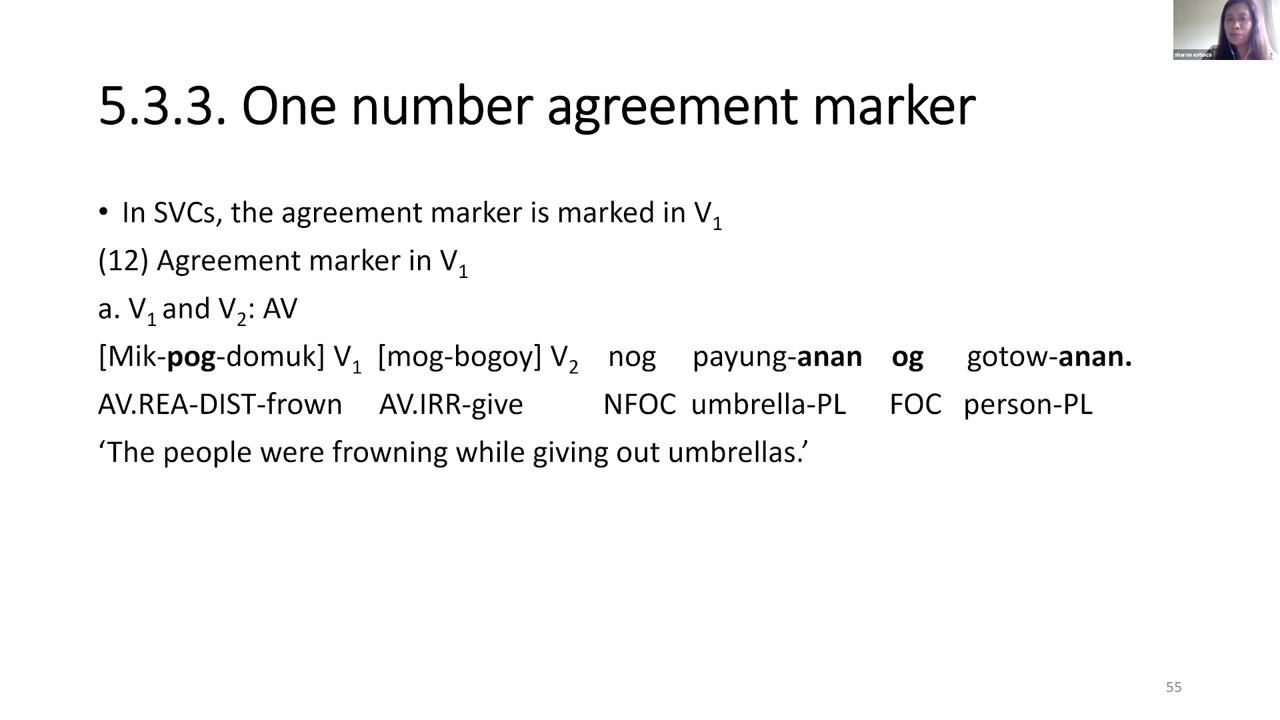 sharon estioca
5.3.3. One number agreement marker
• In SVCs, the agreement marker is marked in V1
(12) Agreement marker in V1
a. V1 and V2: AV
[Mik-pog-domuk] V1 [mog-bogoy] V2 nog payung-anan og gotow-anan.
AV.REA-DIST-frown AV.IRR-give NFOC umbrella-PL FOC person-PL
‘The people were frowning while giving out umbrellas.’
55